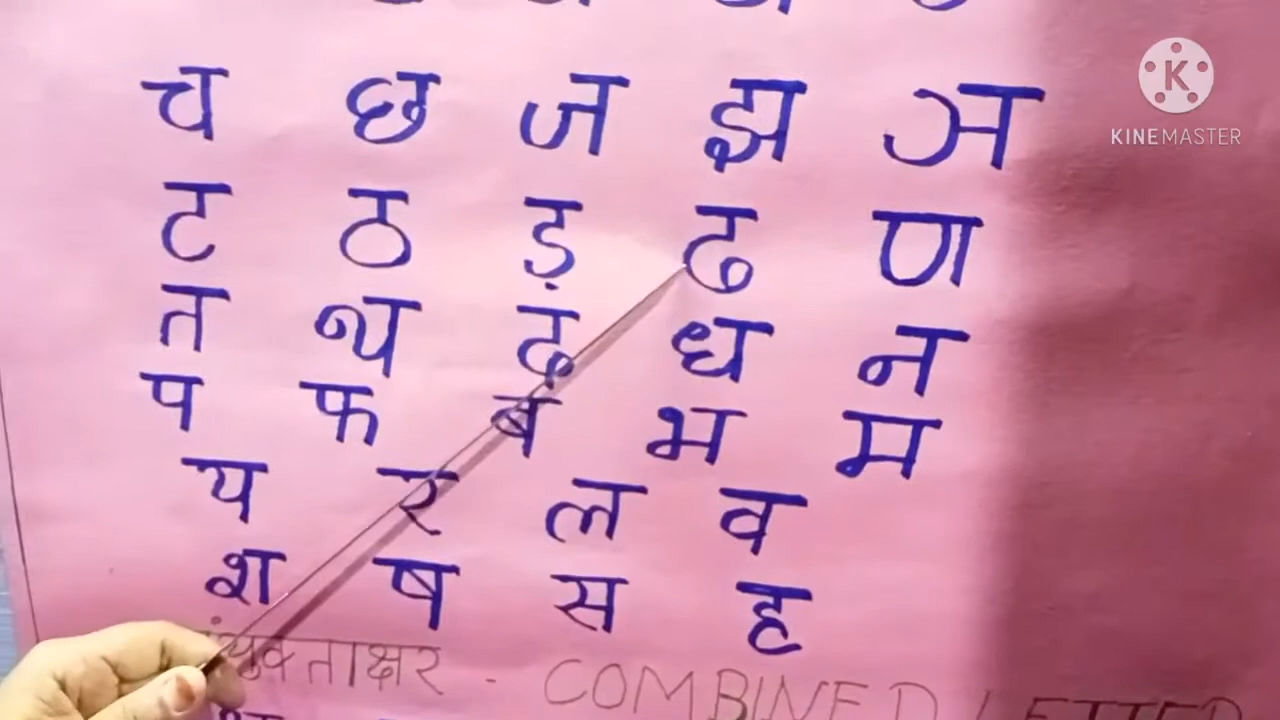 च छ ज झ ञ
KINEMASTER
ट ठ ड़ ढ ण
त थ द ध न
प फ ब भ म
य र ल व
श ष स ह
संयुक्ताक्षर - COMBINED LETTER